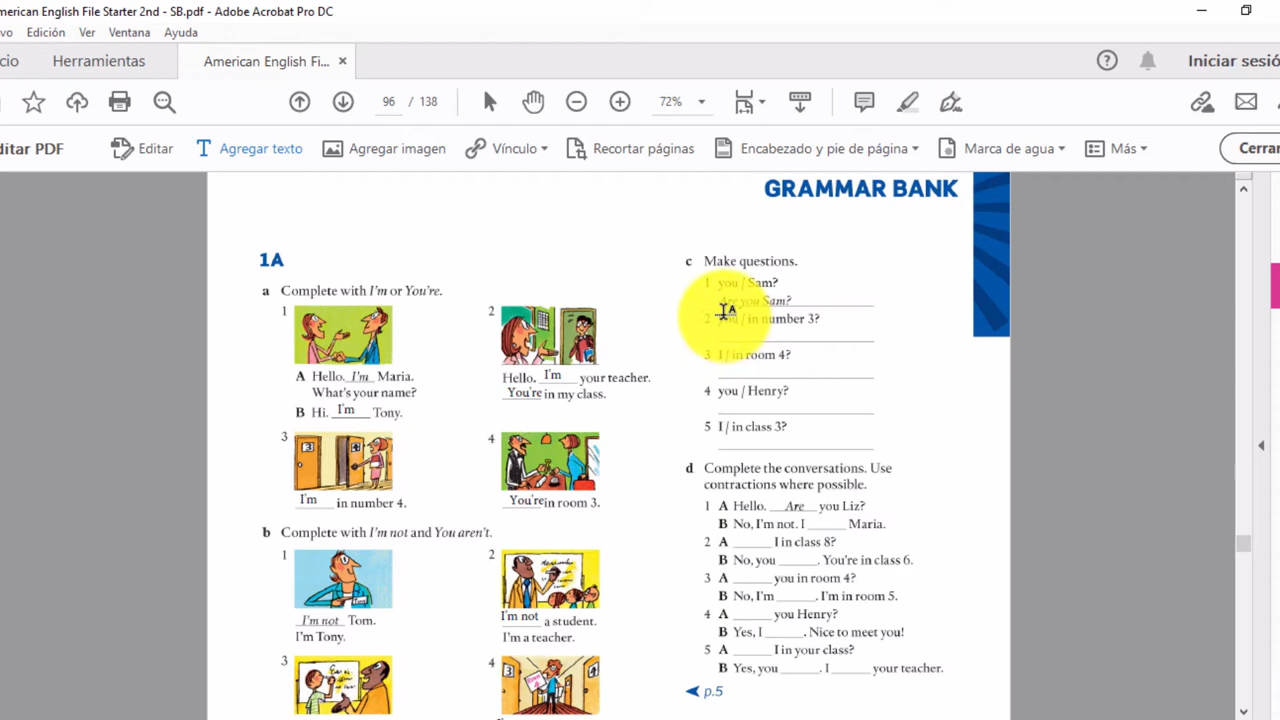 merican English File Starter 2nd - SB.pdf - Adobe Acrobat Pro DC
vo Edición Ver Ventana Ayuda
cio Herramientas American English Fi... × ? Iniciar sesió
96 / 138 72%
ditar PDF Editar Agregar texto Agregar imagen Vínculo Recortar páginas Encabezado y pie de página Marca de agua Más Cerrar
GRAMMAR BANK
1A
a Complete with I'm or You're.
1
A Hello. I'm Maria.
What's your name?
B Hi. I'm Tony.
2
Hello. I'm your teacher.
You're in my class.
3
3 4
I'm in number 4.
4
You're in room 3.
b Complete with I'm not and You aren't.
1
I'm not Tom.
I'm Tony.
2
I'm not a student.
I'm a teacher.
3
4
3 4
c Make questions.
1 you / Sam?
Are you Sam?
2 you / in number 3?
3 I / in room 4?
4 you / Henry?
5 I / in class 3?
d Complete the conversations. Use
contractions where possible.
1 A Hello. Are you Liz?
B No, I'm not. I ______ Maria.
2 A ______ I in class 8?
B No, you ______. You're in class 6.
3 A ______ you in room 4?
B No, I'm ______. I'm in room 5.
4 A ______ you Henry?
B Yes, I ______. Nice to meet you!
5 A ______ I in your class?
B Yes, you ______. I ______ your teacher.
p.5